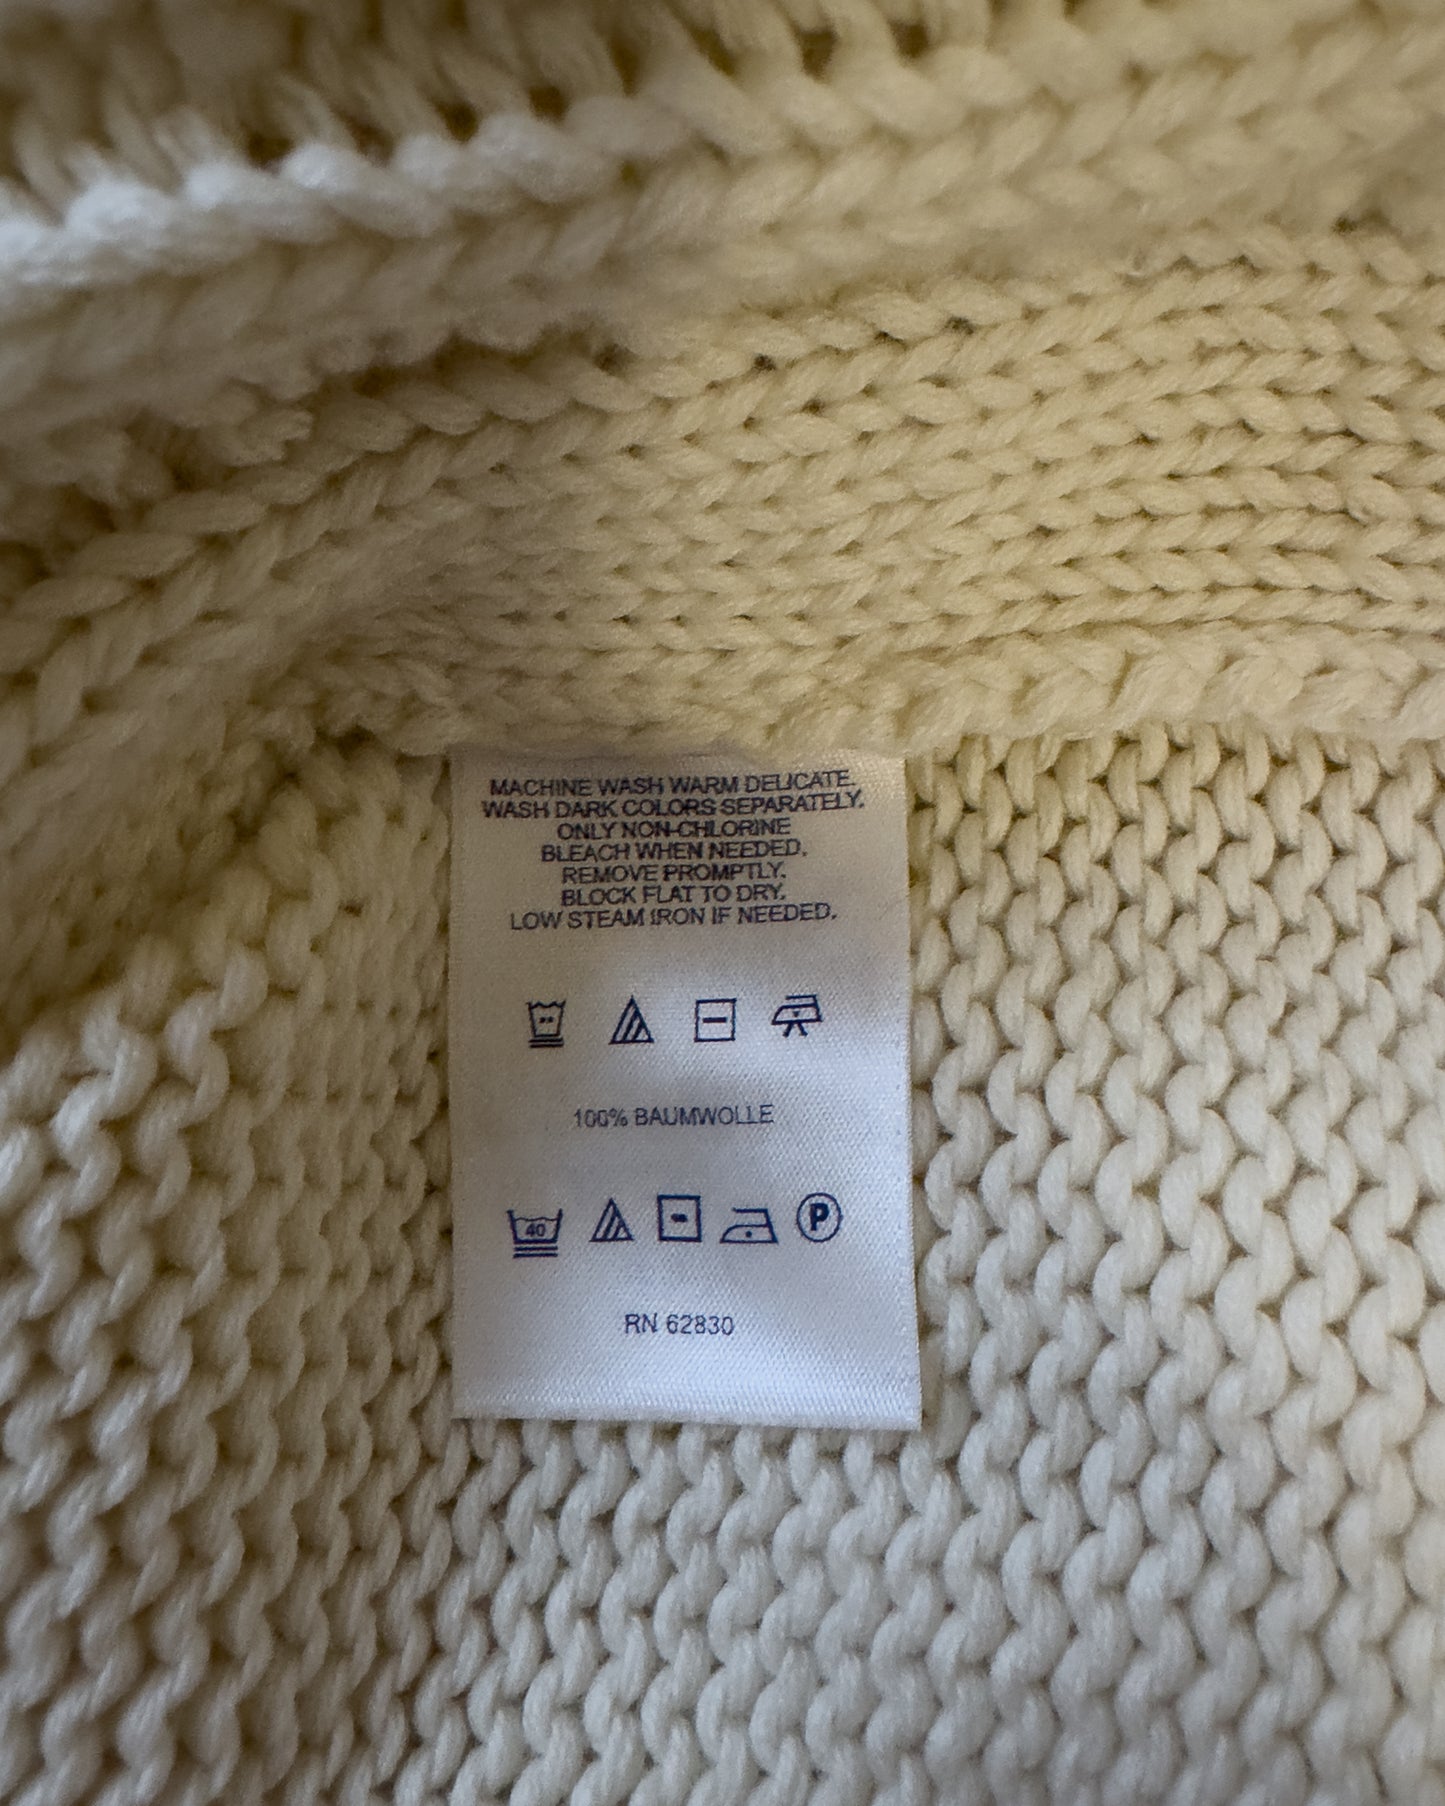 MACHINE WASH WARM DELICATE.
WASH DARK COLORS SEPARATELY.
ONLY NON-CHLORINE
BLEACH WHEN NEEDED.
REMOVE PROMPTLY.
BLOCK FLAT TO DRY.
LOW STEAM IRON IF NEEDED.
100% BAUMWOLLE
40 P
RN 62830